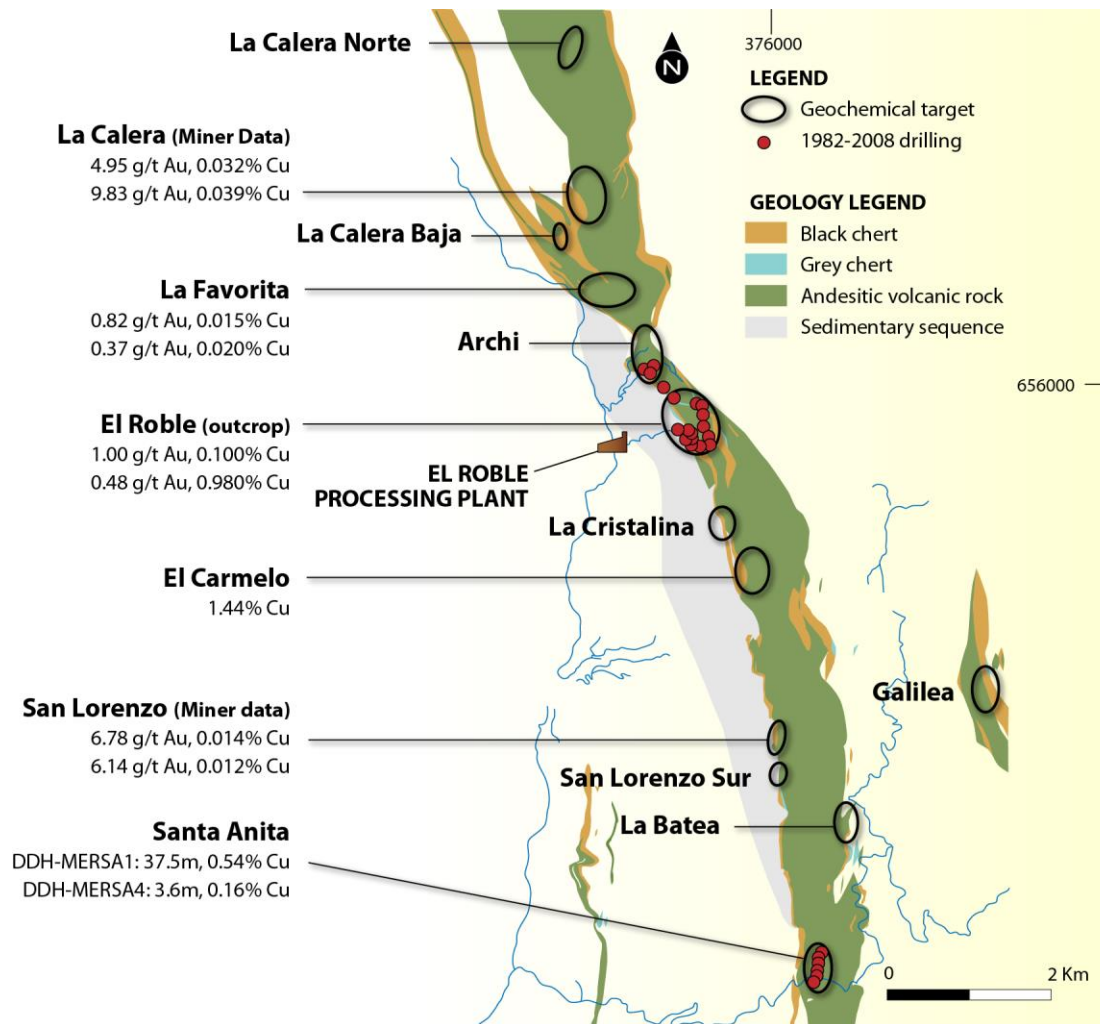 La Calera Norte
N
376000
LEGEND
Geochemical target
1982-2008 drilling
La Calera (Miner Data)
4.95 g/t Au, 0.032% Cu
9.83 g/t Au, 0.039% Cu
GEOLOGY LEGEND
Black chert
Grey chert
Andesitic volcanic rock
Sedimentary sequence
La Calera Baja
La Favorita
0.82 g/t Au, 0.015% Cu
0.37 g/t Au, 0.020% Cu
Archi
656000
El Roble (outcrop)
1.00 g/t Au, 0.100% Cu
0.48 g/t Au, 0.980% Cu
EL ROBLE
PROCESSING PLANT
La Cristalina
El Carmelo
1.44% Cu
Galilea
San Lorenzo (Miner data)
6.78 g/t Au, 0.014% Cu
6.14 g/t Au, 0.012% Cu
San Lorenzo Sur
La Batea
Santa Anita
DDH-MERSA1: 37.5m, 0.54% Cu
DDH-MERSA4: 3.6m, 0.16% Cu
0 2 Km